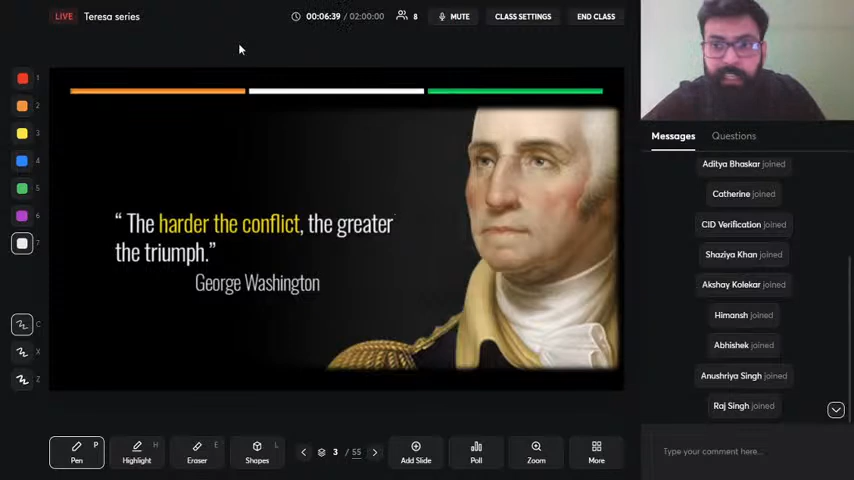 LIVE Teresa series 00:06:39 / 02:00:00 8 MUTE CLASS SETTINGS END CLASS
1
2
3
4
5
6
7
C
X
Z
“ The harder the conflict, the greater
the triumph.”
George Washington
Messages Questions
Aditya Bhaskar joined
Catherine joined
CID Verification joined
Shaziya Khan joined
Akshay Kolekar joined
Himansh joined
Abhishek joined
Anushriya Singh joined
Raj Singh joined
Type your comment here...
P
Pen
H
Highlight
E
Eraser
L
Shapes
3 / 55
Add Slide
Poll
Zoom
More